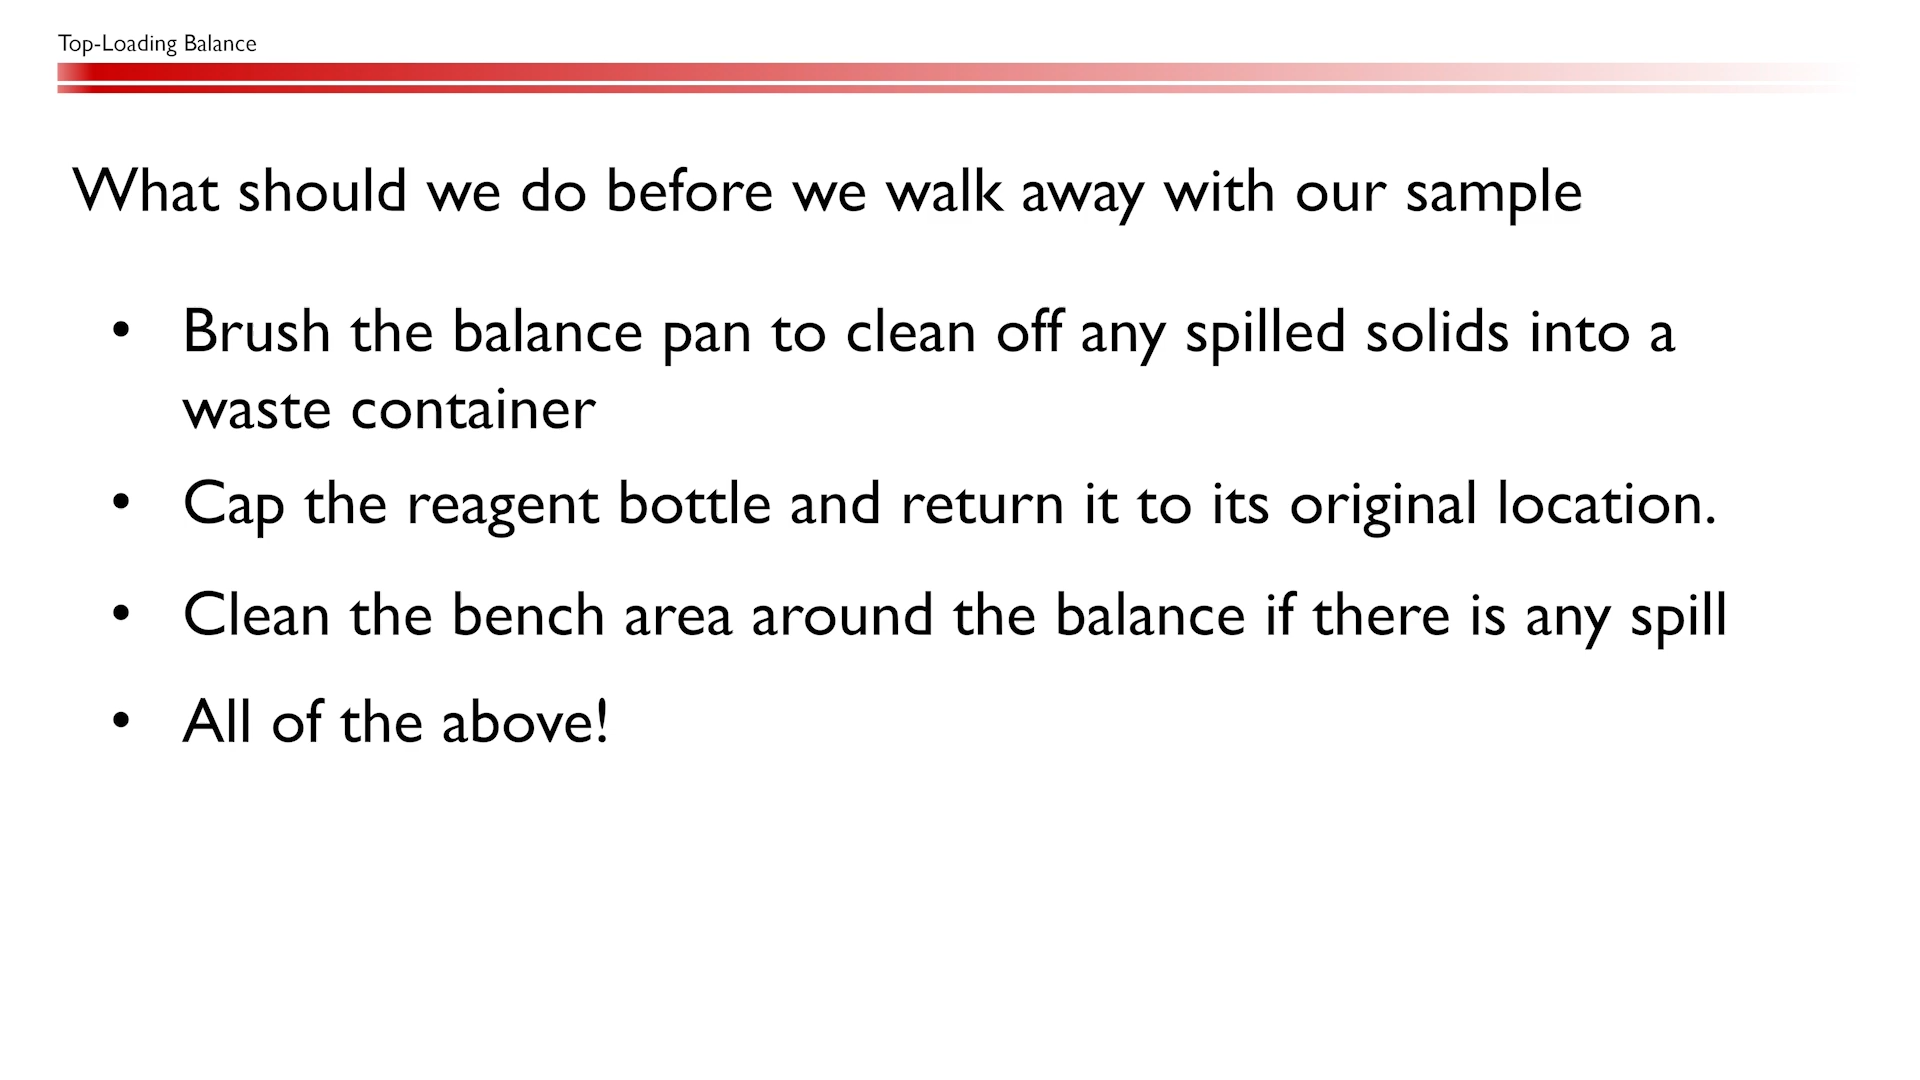 Top-Loading Balance
What should we do before we walk away with our sample
• Brush the balance pan to clean off any spilled solids into a
waste container
• Cap the reagent bottle and return it to its original location.
• Clean the bench area around the balance if there is any spill
• All of the above!